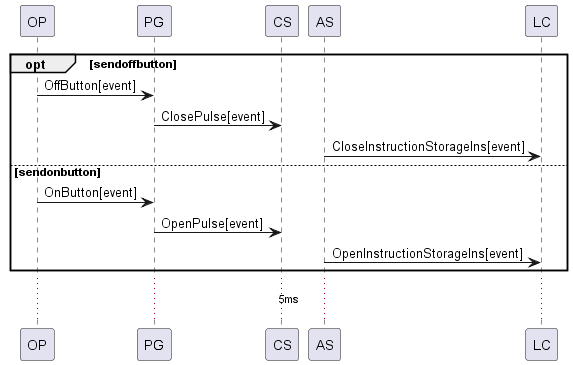 OP PG CS AS LC
opt [sendoffbutton]
OffButton[event]
ClosePulse[event]
CloseInstructionStorageIns[event]
[sendonbutton]
OnButton[event]
OpenPulse[event]
OpenInstructionStorageIns[event]
5ms
OP PG CS AS LC